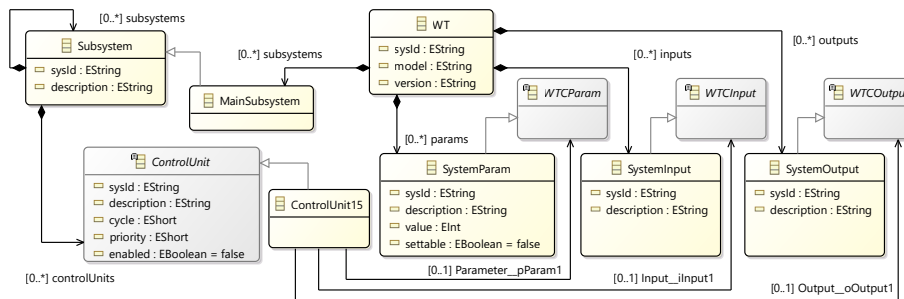 [0..*] subsystems
Subsystem
sysId : EString
description : EString
[0..*] subsystems
MainSubsystem
WT
sysId : EString
model : EString
version : EString
[0..*] inputs
[0..*] outputs
WTCParam
WTCInput
WTCOutpu
[0..*] params
ControlUnit
sysId : EString
description : EString
cycle : EShort
priority : EShort
enabled : EBoolean = false
ControlUnit15
SystemParam
sysId : EString
description : EString
value : EInt
settable : EBoolean = false
SystemInput
sysId : EString
description : EString
SystemOutput
sysId : EString
description : EString
[0..*] controlUnits
[0..1] Parameter__pParam1
[0..1] Input__iInput1
[0..1] Output__oOutput1